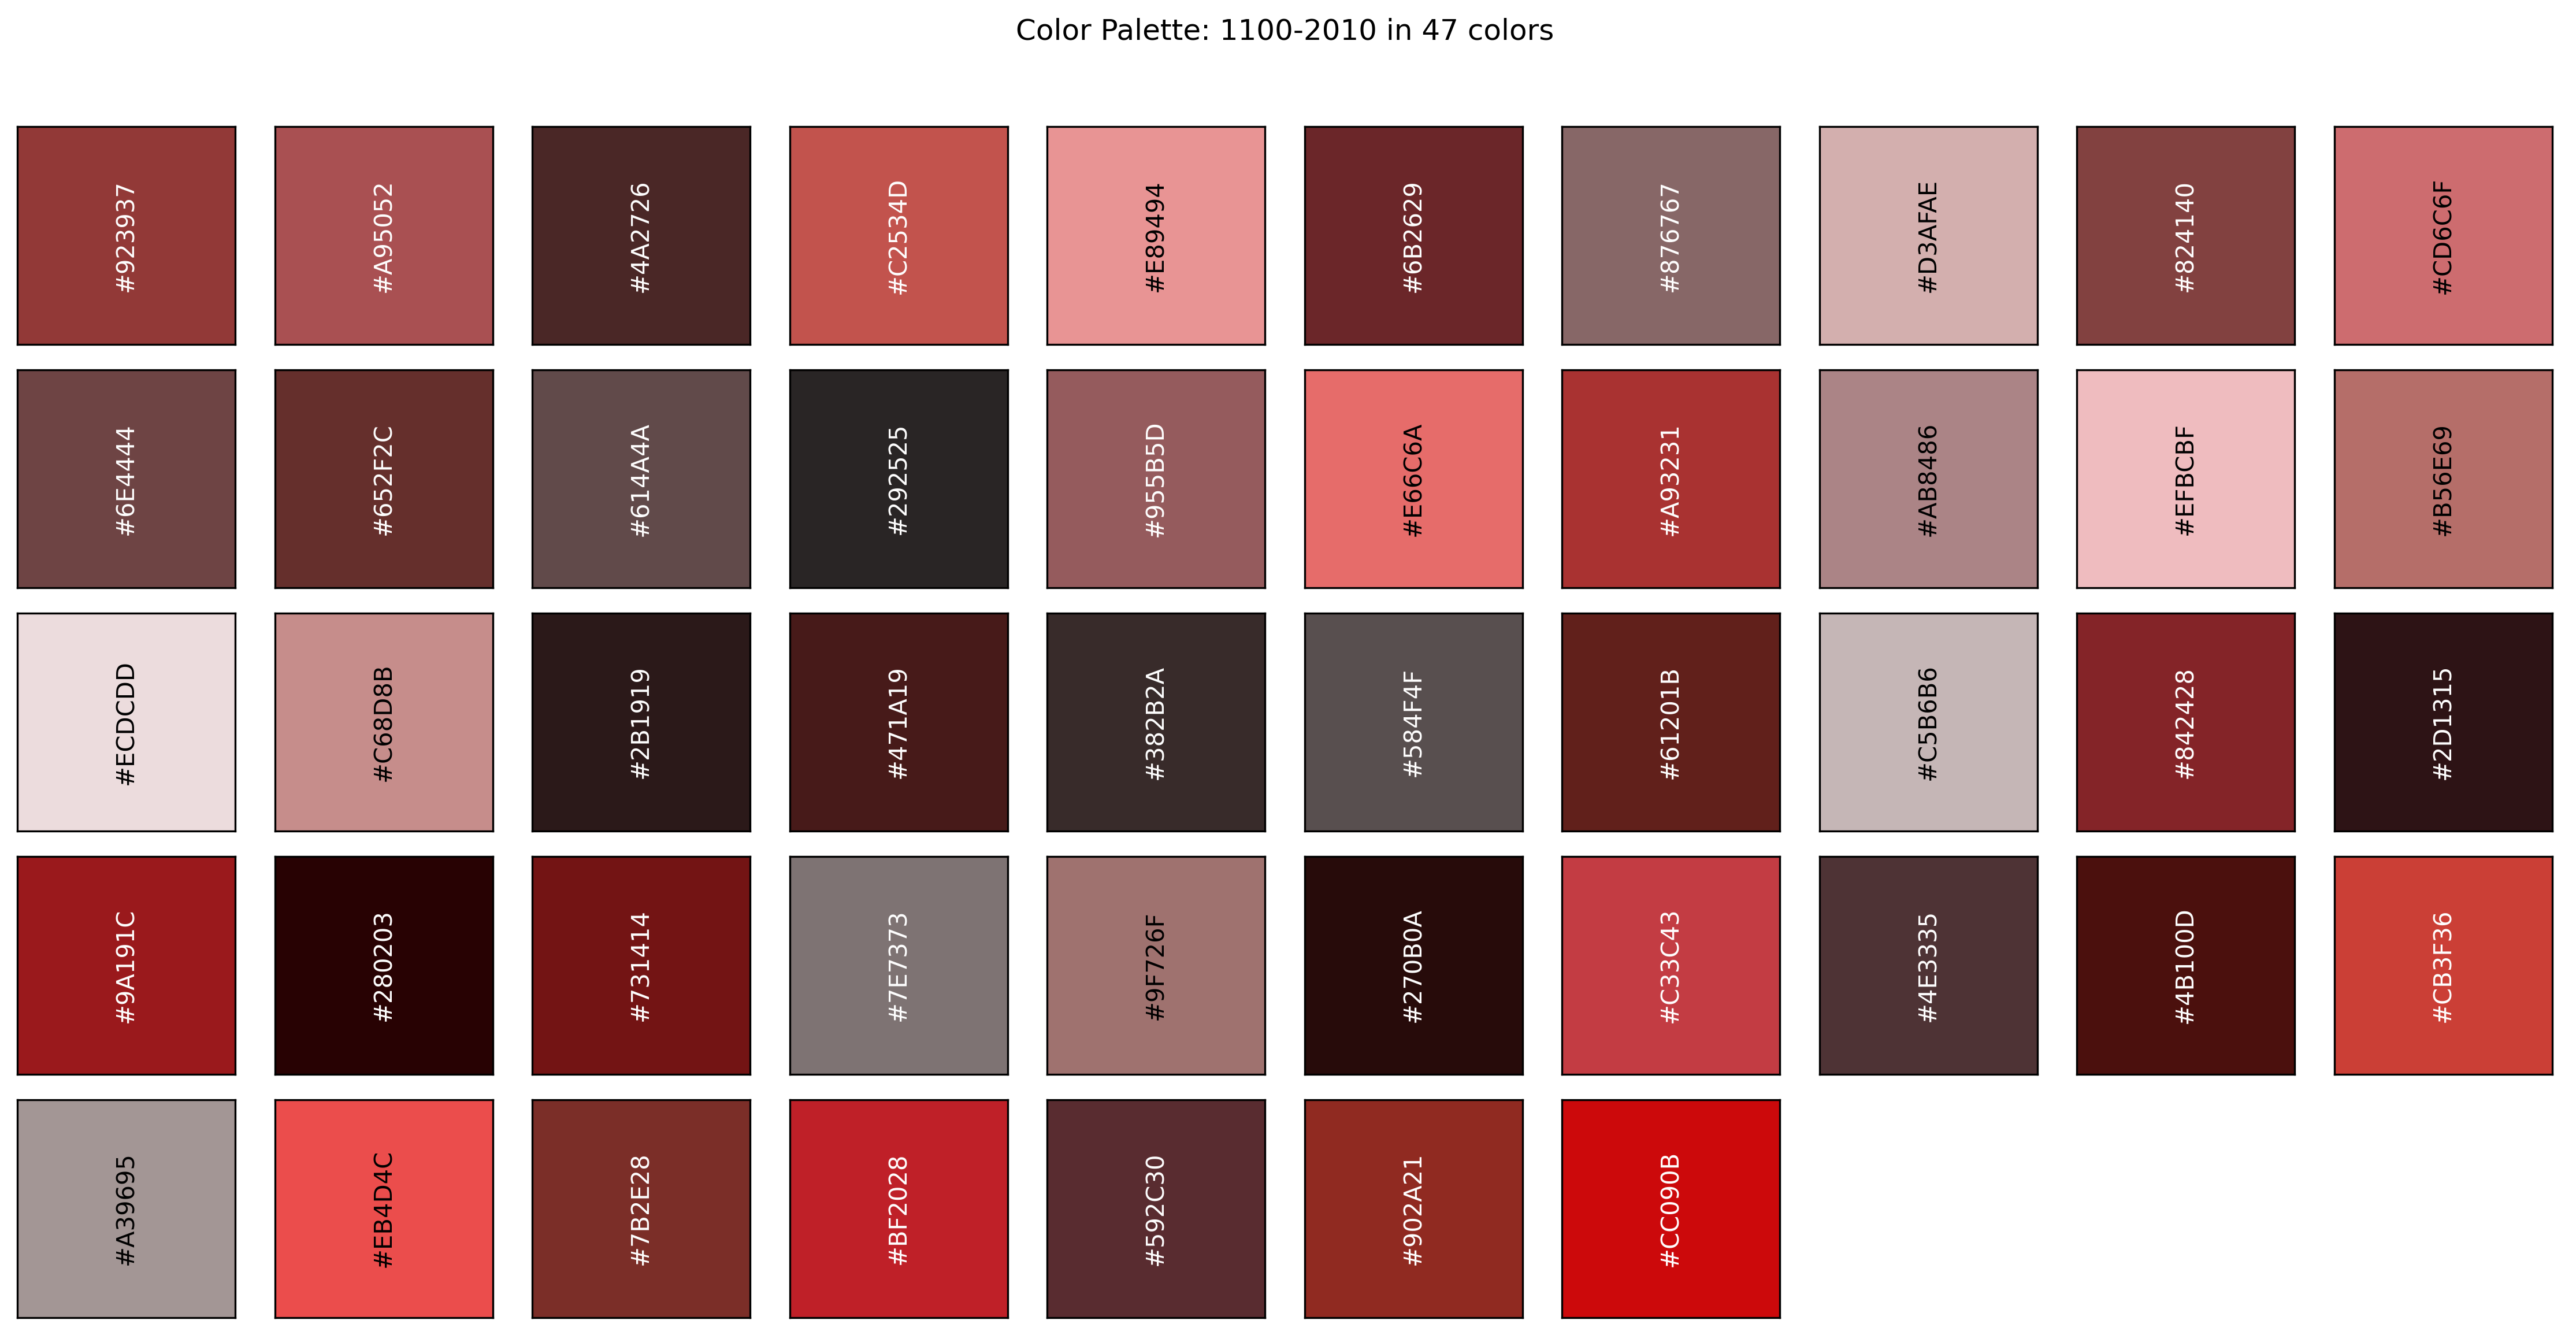 Color Palette: 1100-2010 in 47 colors
#923937
#A95052
#4A2726
#C2534D
#E89494
#6B2629
#876767
#D3AFAE
#824140
#CD6C6F
#6E4444
#652F2C
#614A4A
#292525
#955B5D
#E66C6A
#A93231
#AB8486
#EFBCBF
#B56E69
#ECDCDD
#C68D8B
#2B1919
#471A19
#382B2A
#584F4F
#61201B
#C5B6B6
#842428
#2D1315
#9A191C
#280203
#731414
#7E7373
#9F726F
#270B0A
#C33C43
#4E3335
#4B100D
#CB3F36
#A39695
#EB4D4C
#7B2E28
#BF2028
#592C30
#902A21
#CC090B